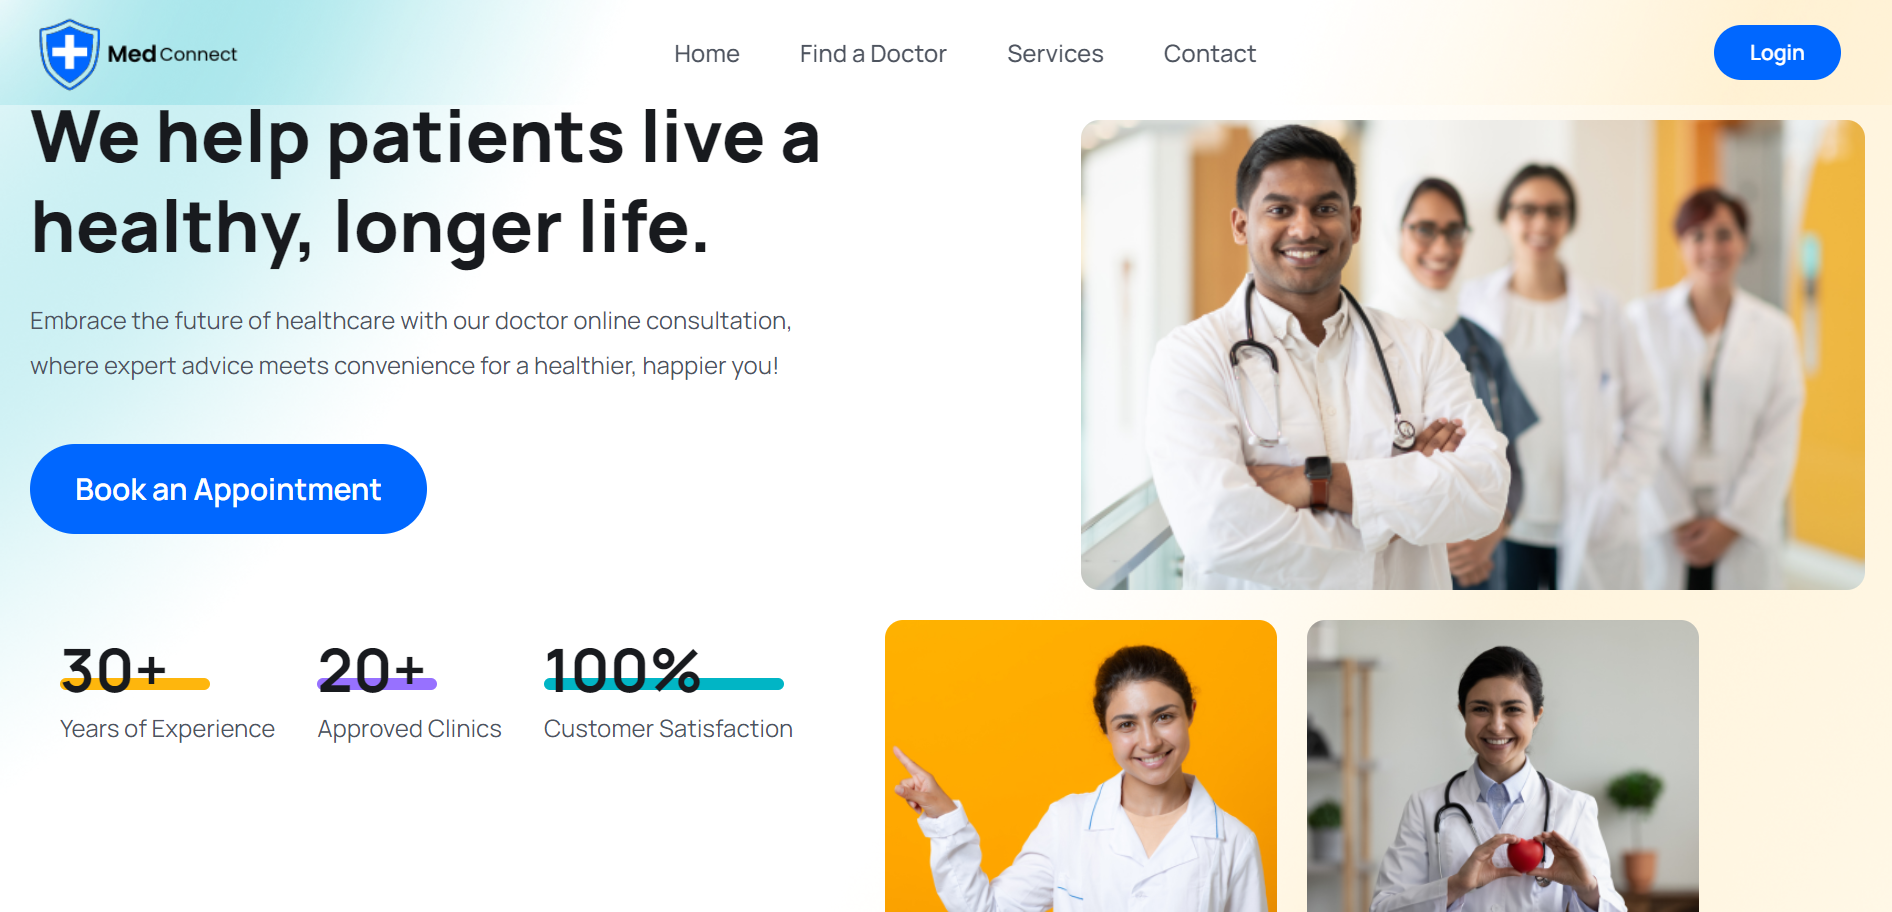 Med Connect
Home
Find a Doctor
Services
Contact
Login
We help patients live a
healthy, longer life.
Embrace the future of healthcare with our doctor online consultation,
where expert advice meets convenience for a healthier, happier you!
Book an Appointment
30+
Years of Experience
20+
Approved Clinics
100%
Customer Satisfaction